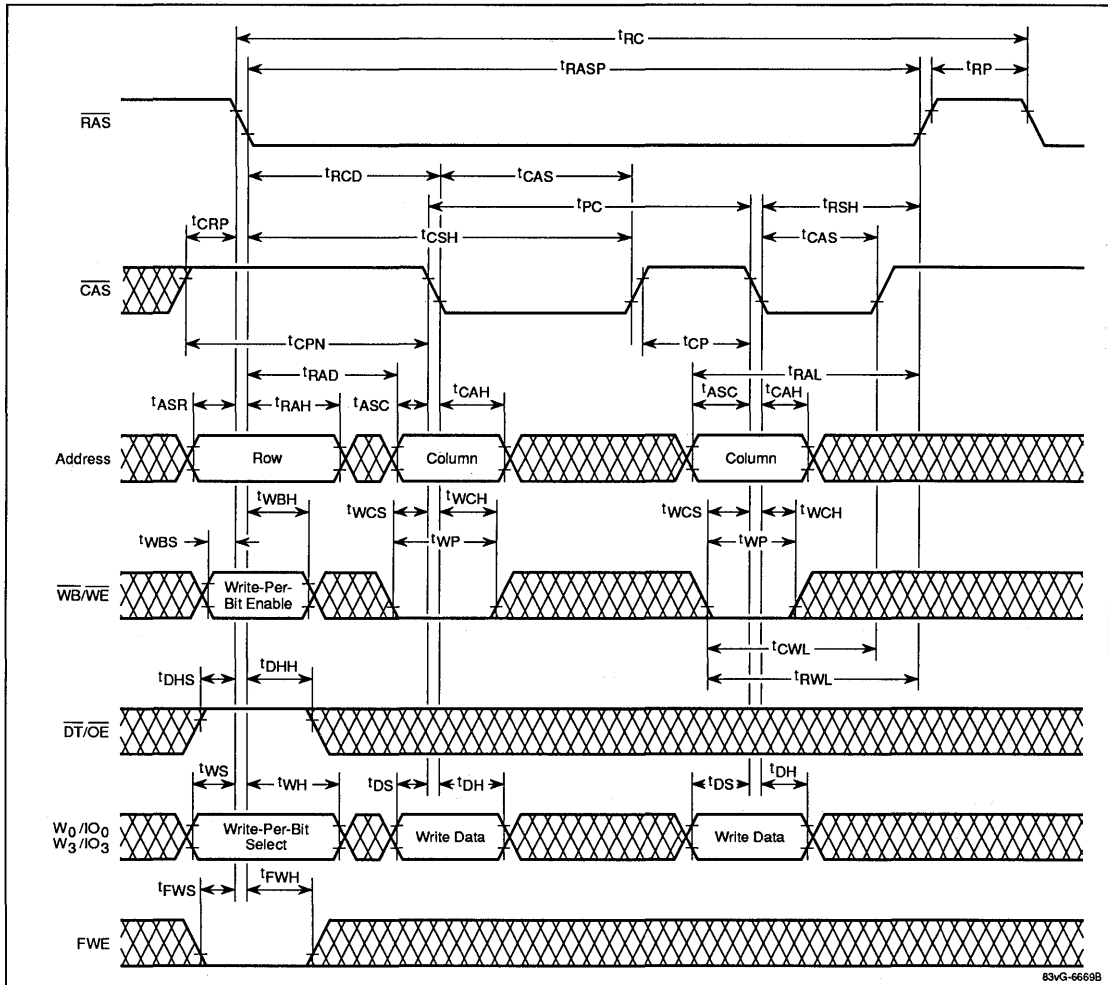 tRC
tRASP
tRP
RAS
tRCD
tCAS
tPC
tRSH
tCRP
tCSH
tCAS
CAS
tCPN
tCP
tRAD
tRAL
tASR
tRAH
tASC
tCAH
tASC
tCAH
Address
Row
Column
Column
tWBH
tWCS
tWCH
tWCS
tWCH
tWBS
tWP
tWP
WB/WE
Write-Per-
Bit Enable
tCWL
tDHS
tDHH
tRWL
DT/OE
tWS
tWH
tDS
tDH
tDS
tDH
W0/IO0
W3/IO3
Write-Per-Bit
Select
Write Data
Write Data
tFWS
tFWH
FWE
83vG-6669B